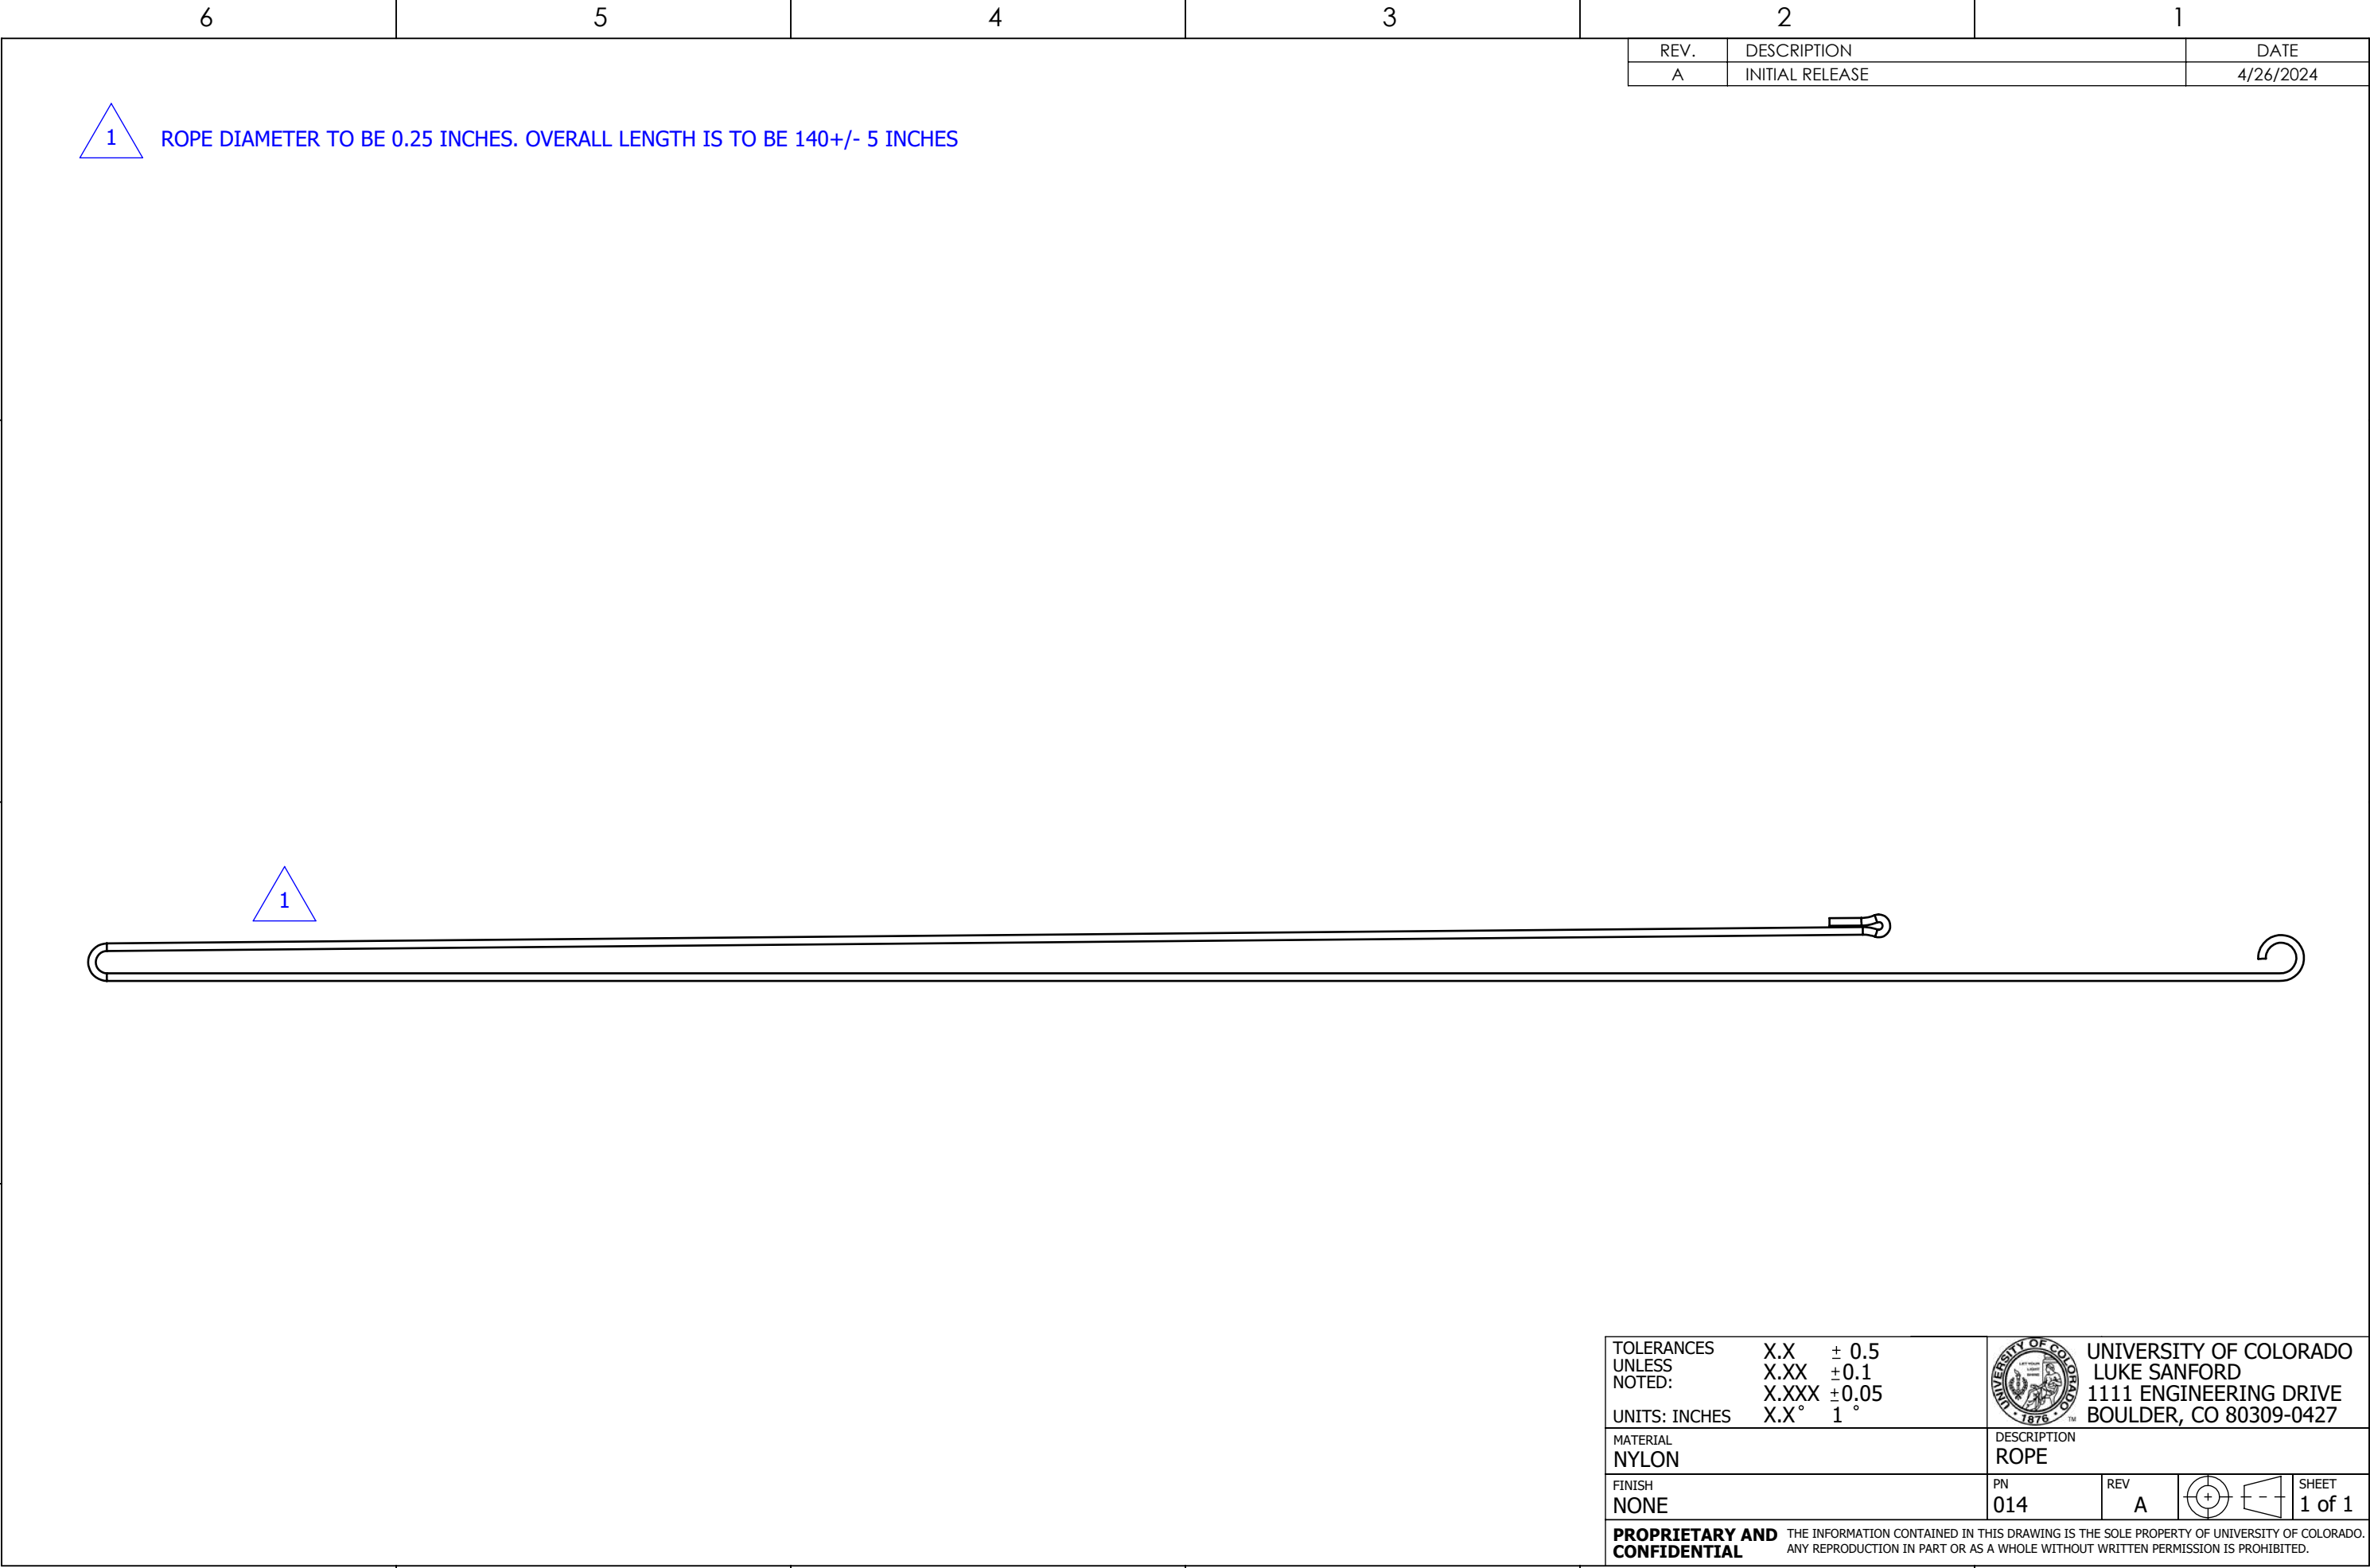 6 5 4 3 2 1
REV. DESCRIPTION DATE
A INITIAL RELEASE 4/26/2024
1 ROPE DIAMETER TO BE 0.25 INCHES. OVERALL LENGTH IS TO BE 140+/- 5 INCHES
1
TOLERANCES
UNLESS
NOTED:
UNITS: INCHES
X.X ± 0.5
X.XX ±0.1
X.XXX ±0.05
X.X° 1 °
UNIVERSITY OF COLORADO
1876
TM
UNIVERSITY OF COLORADO
LUKE SANFORD
1111 ENGINEERING DRIVE
BOULDER, CO 80309-0427
MATERIAL
NYLON
DESCRIPTION
ROPE
FINISH
NONE
PN
014
REV
A
SHEET
1 of 1
PROPRIETARY AND
CONFIDENTIAL
THE INFORMATION CONTAINED IN THIS DRAWING IS THE SOLE PROPERTY OF UNIVERSITY OF COLORADO.
ANY REPRODUCTION IN PART OR AS A WHOLE WITHOUT WRITTEN PERMISSION IS PROHIBITED.